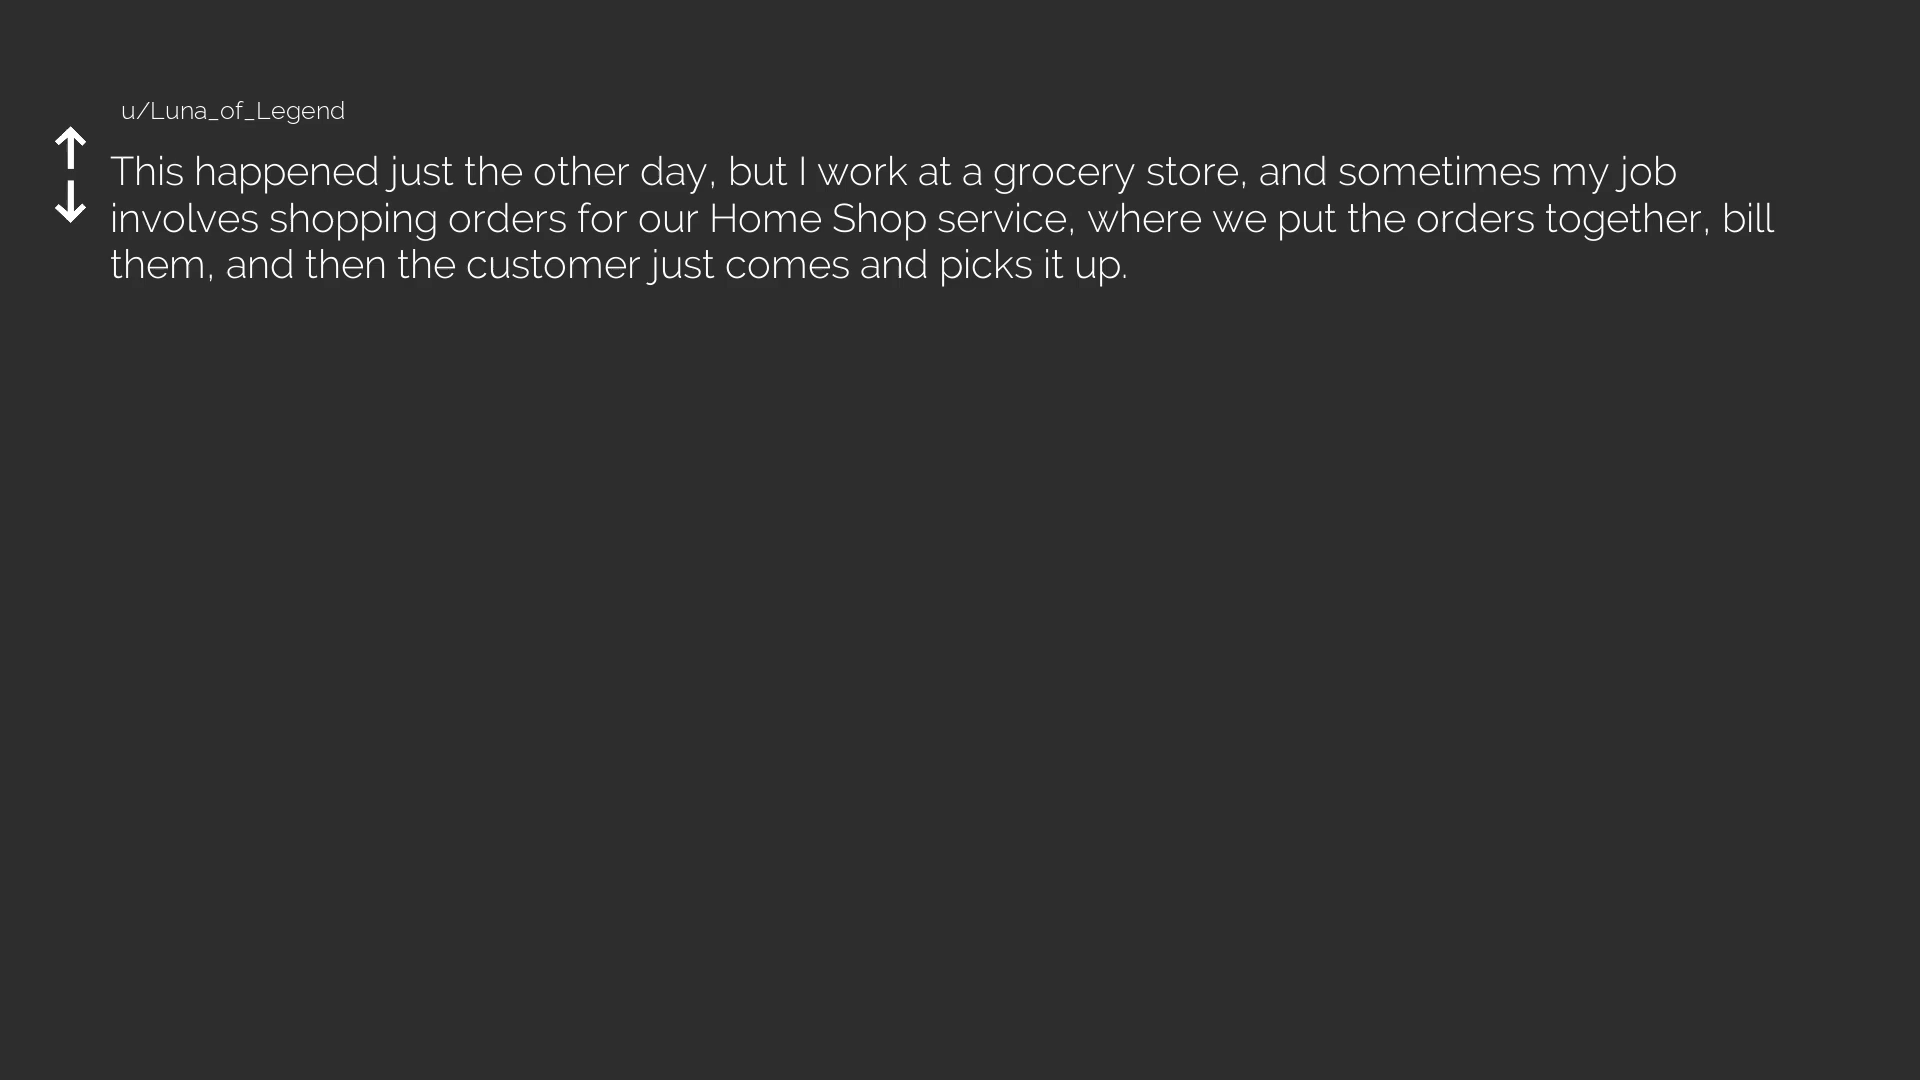 u/Luna_of_Legend
This happened just the other day, but I work at a grocery store, and sometimes my job
involves shopping orders for our Home Shop service, where we put the orders together, bill
them, and then the customer just comes and picks it up.